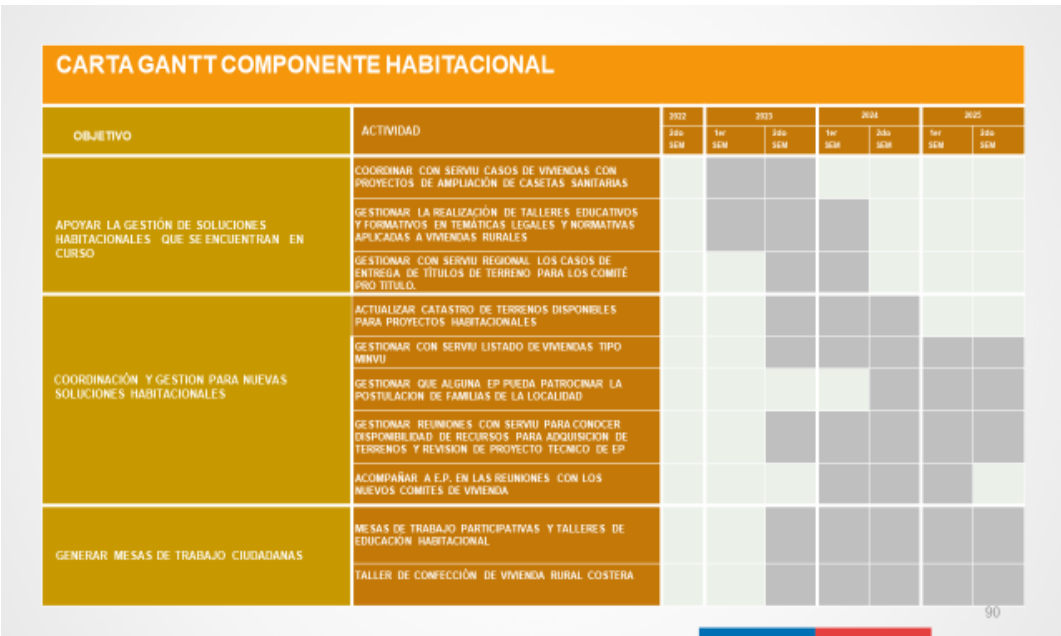 CARTA GANTT COMPONENTE HABITACIONAL
OBJETIVO
ACTIVIDAD
2022
2023
2024
2025
2do
SEM
1er
SEM
2do
SEM
1er
SEM
2do
SEM
1er
SEM
2do
SEM
APOYAR LA GESTIÓN DE SOLUCIONES
HABITACIONALES QUE SE ENCUENTRAN EN
CURSO
COORDINAR CON SERVIU CASOS DE VIVIENDAS CON
PROYECTOS DE AMPLIACIÓN DE CASETAS SANITARIAS
GESTIONAR LA REALIZACIÓN DE TALLERES EDUCATIVOS
Y FORMATIVOS EN TEMÁTICAS LEGALES Y NORMATIVAS
APLICADAS A VIVIENDAS RURALES
GESTIONAR CON SERVIU REGIONAL LOS CASOS DE
ENTREGA DE TÍTULOS DE TERRENO PARA LOS COMITÉ
PRO TITULO.
COORDINACIÓN Y GESTION PARA NUEVAS
SOLUCIONES HABITACIONALES
ACTUALIZAR CATASTRO DE TERRENOS DISPONIBLES
PARA PROYECTOS HABITACIONALES
GESTIONAR CON SERVIU LISTADO DE VIVIENDAS TIPO
MINVU
GESTIONAR QUE ALGUNA EP PUEDA PATROCINAR LA
POSTULACION DE FAMILIAS DE LA LOCALIDAD
GESTIONAR REUNIONES CON SERVIU PARA CONOCER
DISPONIBILIDAD DE RECURSOS PARA ADQUISICION DE
TERRENOS Y REVISION DE PROYECTO TECNICO DE EP
ACOMPAÑAR A E.P. EN LAS REUNIONES CON LOS
NUEVOS COMITES DE VIVIENDA
GENERAR MESAS DE TRABAJO CIUDADANAS
MESAS DE TRABAJO PARTICIPATIVAS Y TALLERES DE
EDUCACIÓN HABITACIONAL
TALLER DE CONFECCIÓN DE VIVIENDA RURAL COSTERA
90